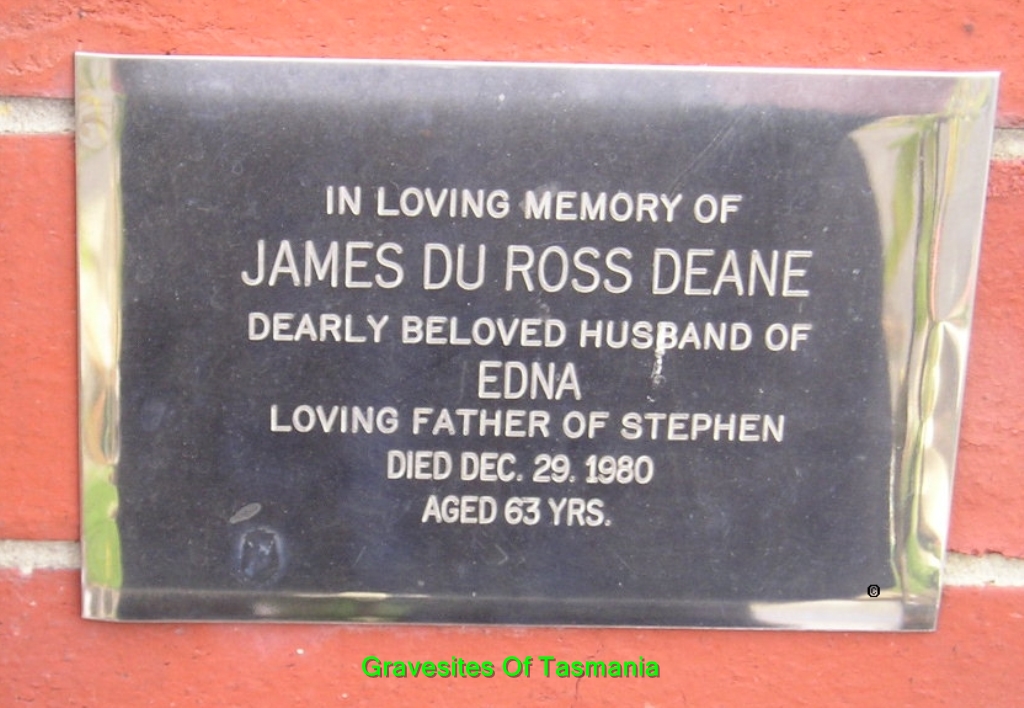 IN LOVING MEMORY OF
JAMES DU ROSS DEANE
DEARLY BELOVED HUSBAND OF
EDNA
LOVING FATHER OF STEPHEN
DIED DEC. 29. 1980
AGED 63 YRS.
©
Gravesites Of Tasmania